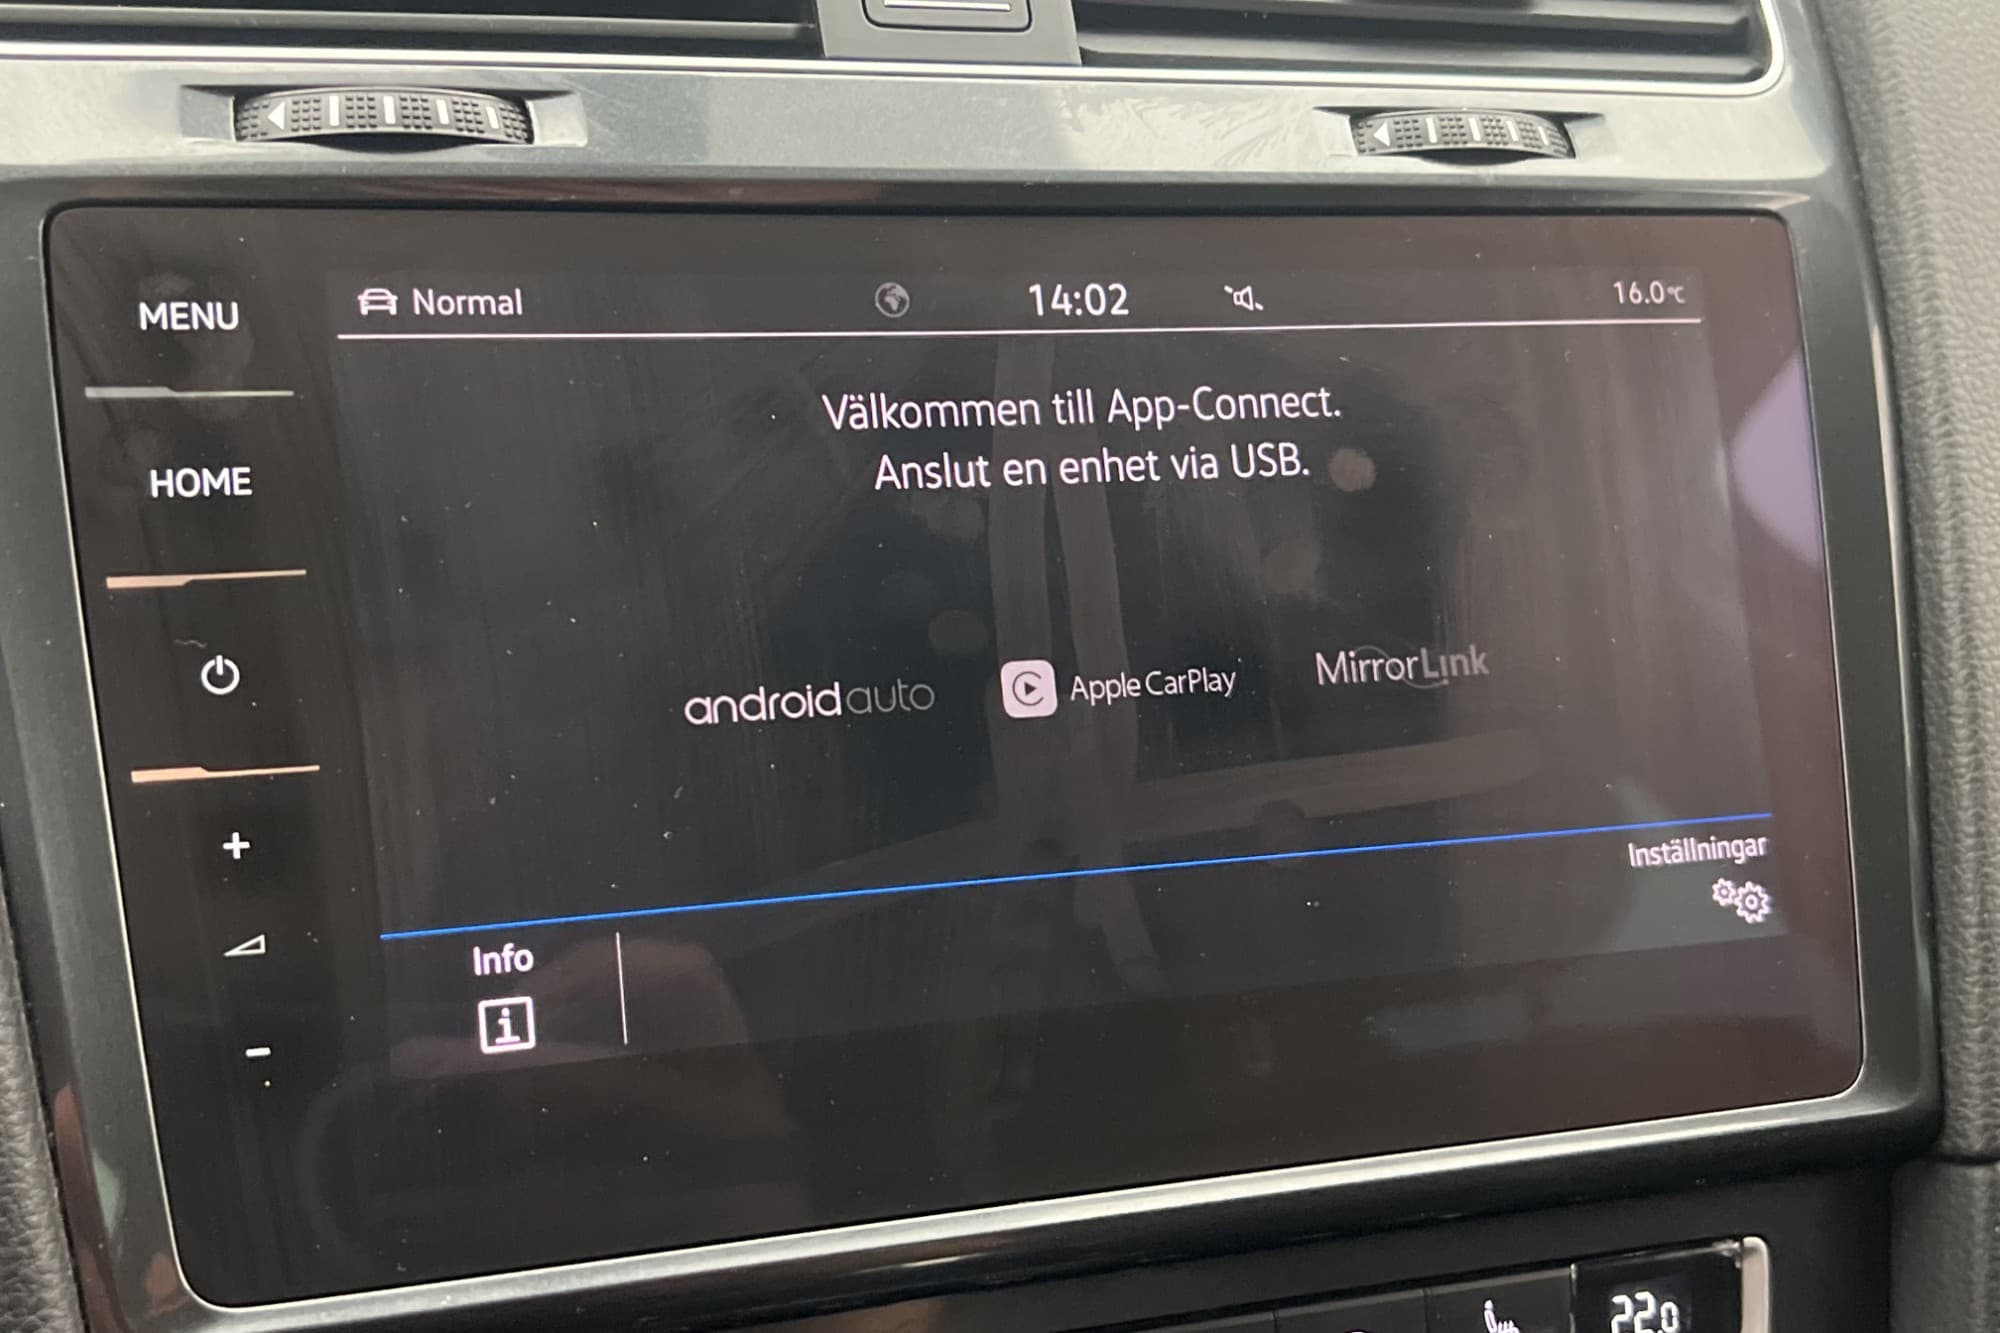 MENU
Normal
14:02
16.0°C
HOME
Välkommen till App-Connect.
Anslut en enhet via USB.
androidauto
Apple CarPlay
MirrorLink
Inställningar
Info
22.0